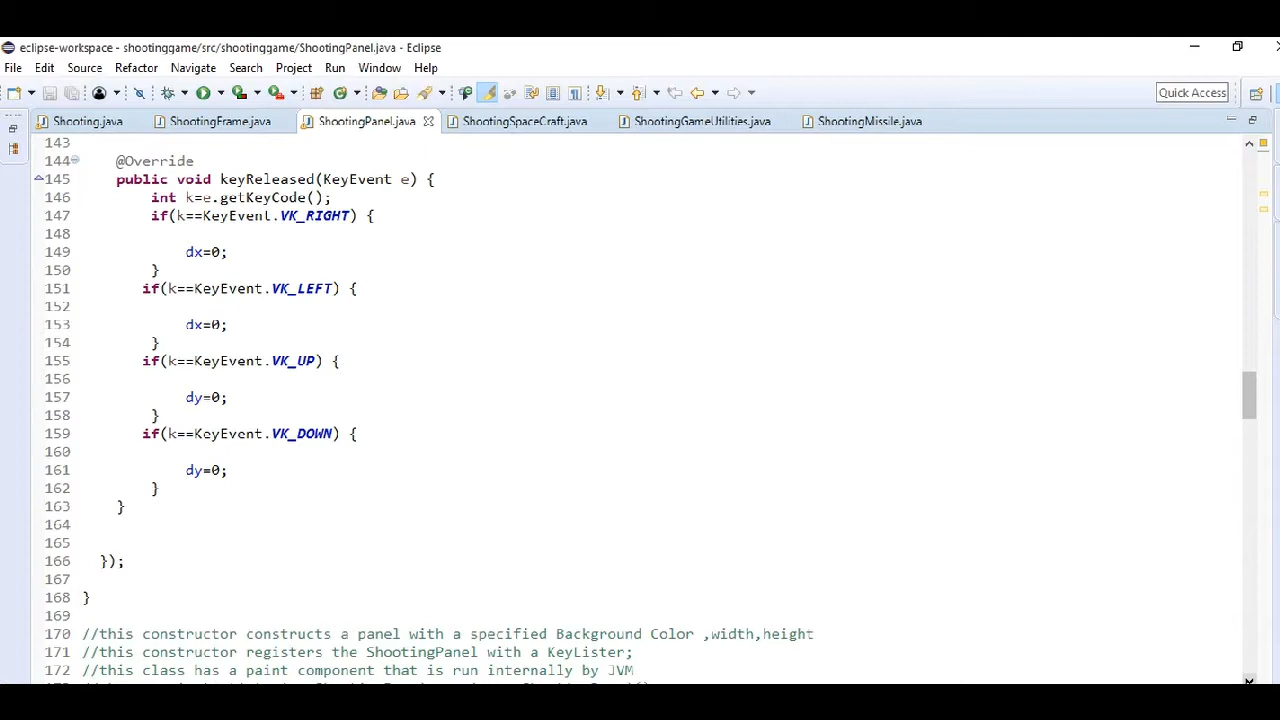 eclipse-workspace - shootinggame/src/shootinggame/ShootingPanel.java - Eclipse
File Edit Source Refactor Navigate Search Project Run Window Help
Quick Access
Shooting.java ShootingFrame.java ShootingPanel.java ShootingSpaceCraft.java ShootingGameUtilities.java ShootingMissile.java
143
144 @Override
145 public void keyReleased(KeyEvent e) {
146 int k=e.getKeyCode();
147 if(k==KeyEvent.VK_RIGHT) {
148
149 dx=0;
150 }
151 if(k==KeyEvent.VK_LEFT) {
152
153 dx=0;
154 }
155 if(k==KeyEvent.VK_UP) {
156
157 dy=0;
158 }
159 if(k==KeyEvent.VK_DOWN) {
160
161 dy=0;
162 }
163 }
164
165
166 });
167
168 }
169
170 //this constructor constructs a panel with a specified Background Color ,width,height
171 //this constructor registers the ShootingPanel with a KeyLister;
172 //this class has a paint component that is run internally by JVM